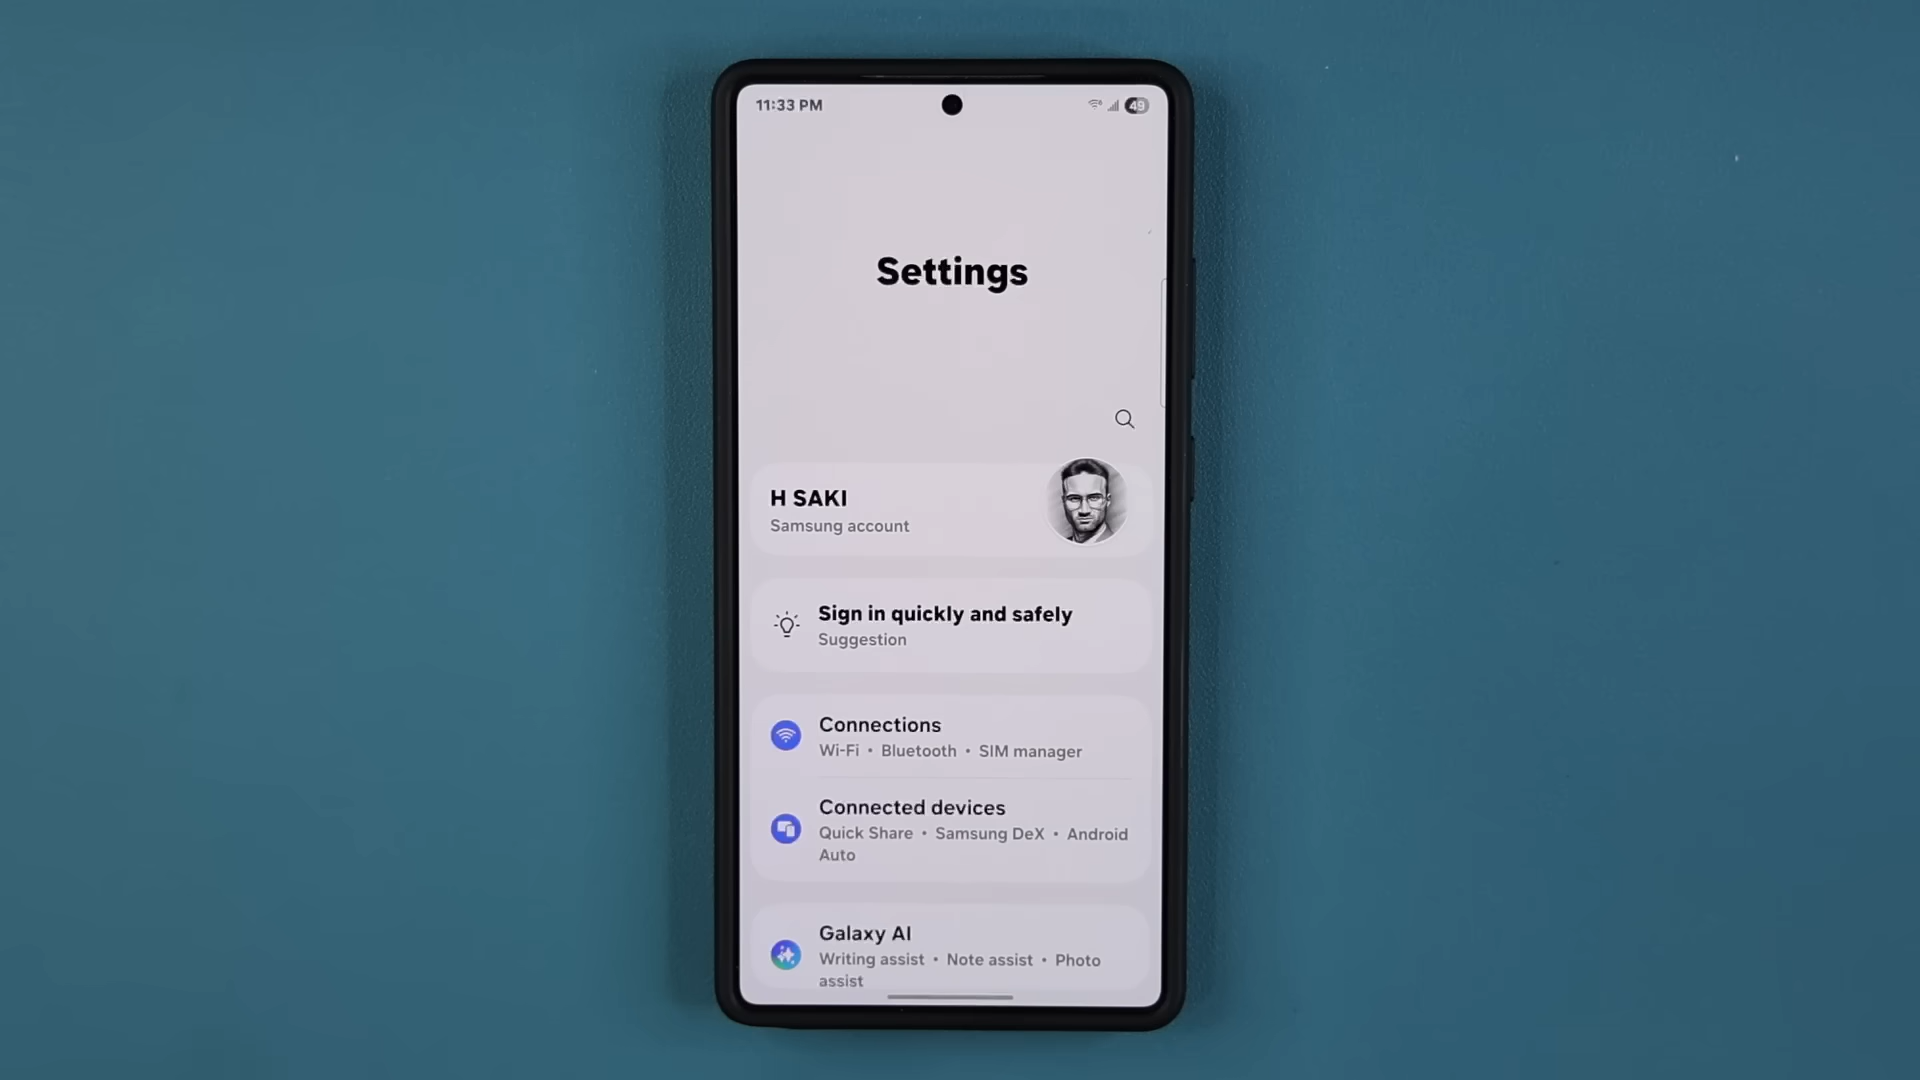 11:33 PM
49
Settings
H SAKI
Samsung account
Sign in quickly and safely
Suggestion
Connections
Wi-Fi • Bluetooth • SIM manager
Connected devices
Quick Share • Samsung DeX • Android
Auto
Galaxy AI
Writing assist • Note assist • Photo
assist